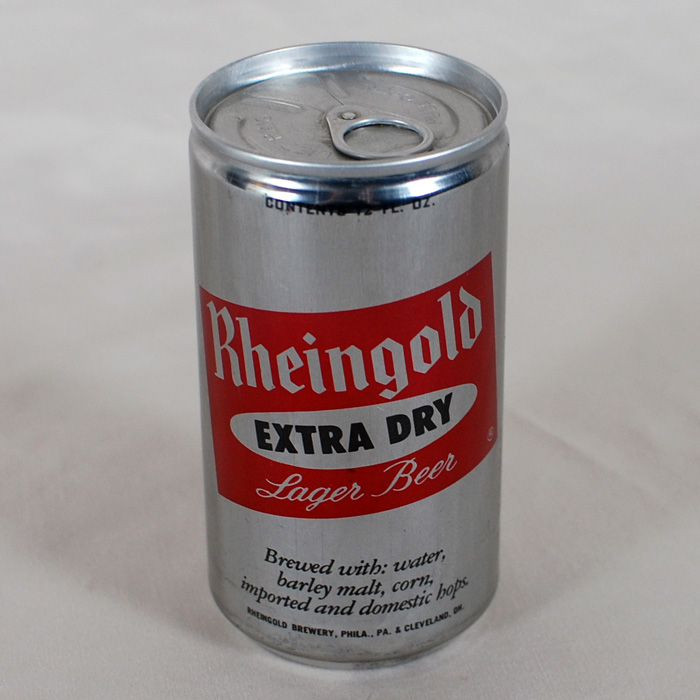 CONTENTS 12 FL. OZ.
Rheingold
EXTRA DRY
®
Lager Beer
Brewed with: water,
barley malt, corn,
imported and domestic hops.
RHEINGOLD BREWERY, PHILA., PA. & CLEVELAND, OH.